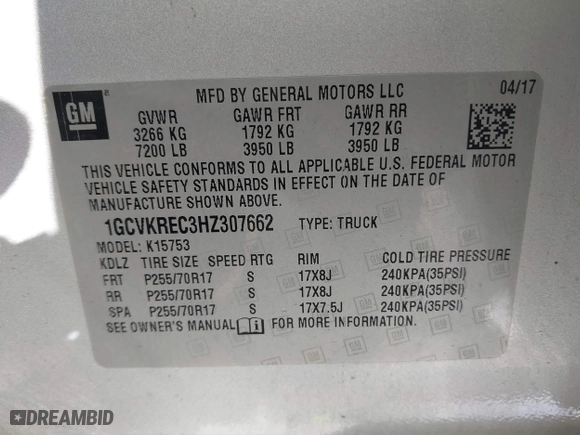 GM
MFD BY GENERAL MOTORS LLC 04/17
GVWR GAWR FRT GAWR RR
3266 KG 1792 KG 1792 KG
7200 LB 3950 LB 3950 LB
THIS VEHICLE CONFORMS TO ALL APPLICABLE U.S. FEDERAL MOTOR
VEHICLE SAFETY STANDARDS IN EFFECT ON THE DATE OF
MANUFACTURE SHOWN ABOVE.
1GCVKREC3HZ307662 TYPE: TRUCK
MODEL: K15753
KDLZ TIRE SIZE SPEED RTG RIM COLD TIRE PRESSURE
FRT P255/70R17 S 17X8J 240KPA(35PSI)
RR P255/70R17 S 17X8J 240KPA(35PSI)
SPA P255/70R17 S 17X7.5J 240KPA(35PSI)
SEE OWNER'S MANUAL FOR MORE INFORMATION.
DREAMBID